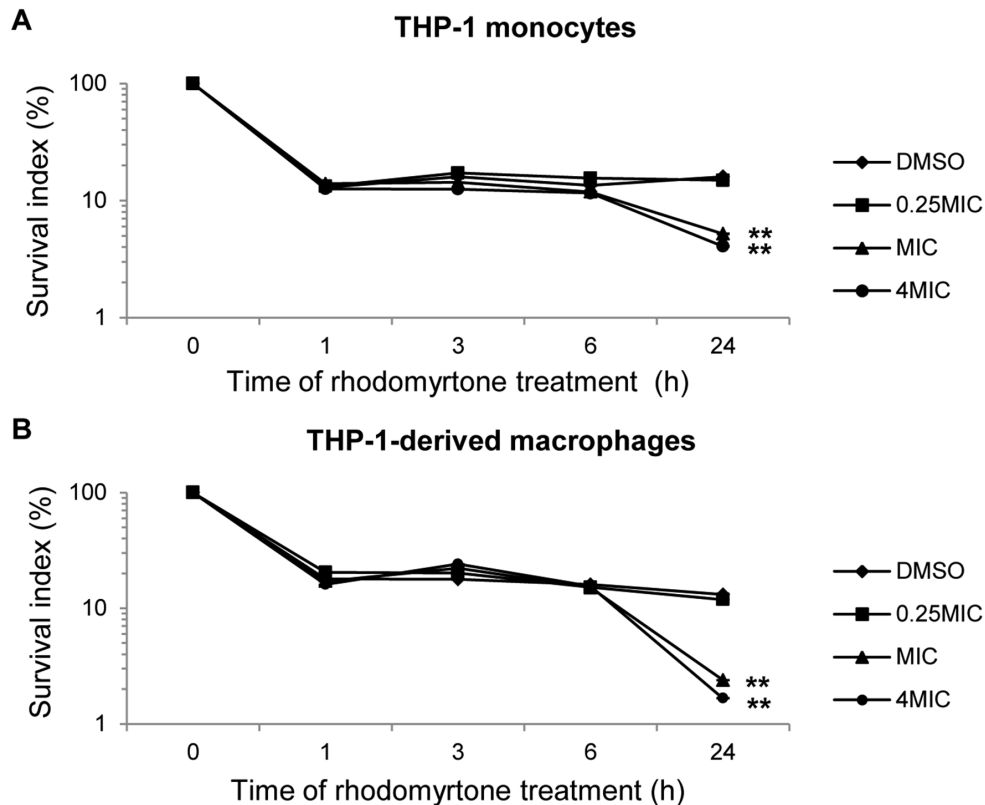 A
THP-1 monocytes
Survival index (%)
100
10
1
0 1 3 6 24
Time of rhodomyrtone treatment (h)
DMSO
0.25MIC
MIC
4MIC
**
**
B
THP-1-derived macrophages
Survival index (%)
100
10
1
0 1 3 6 24
Time of rhodomyrtone treatment (h)
DMSO
0.25MIC
MIC
4MIC
**
**